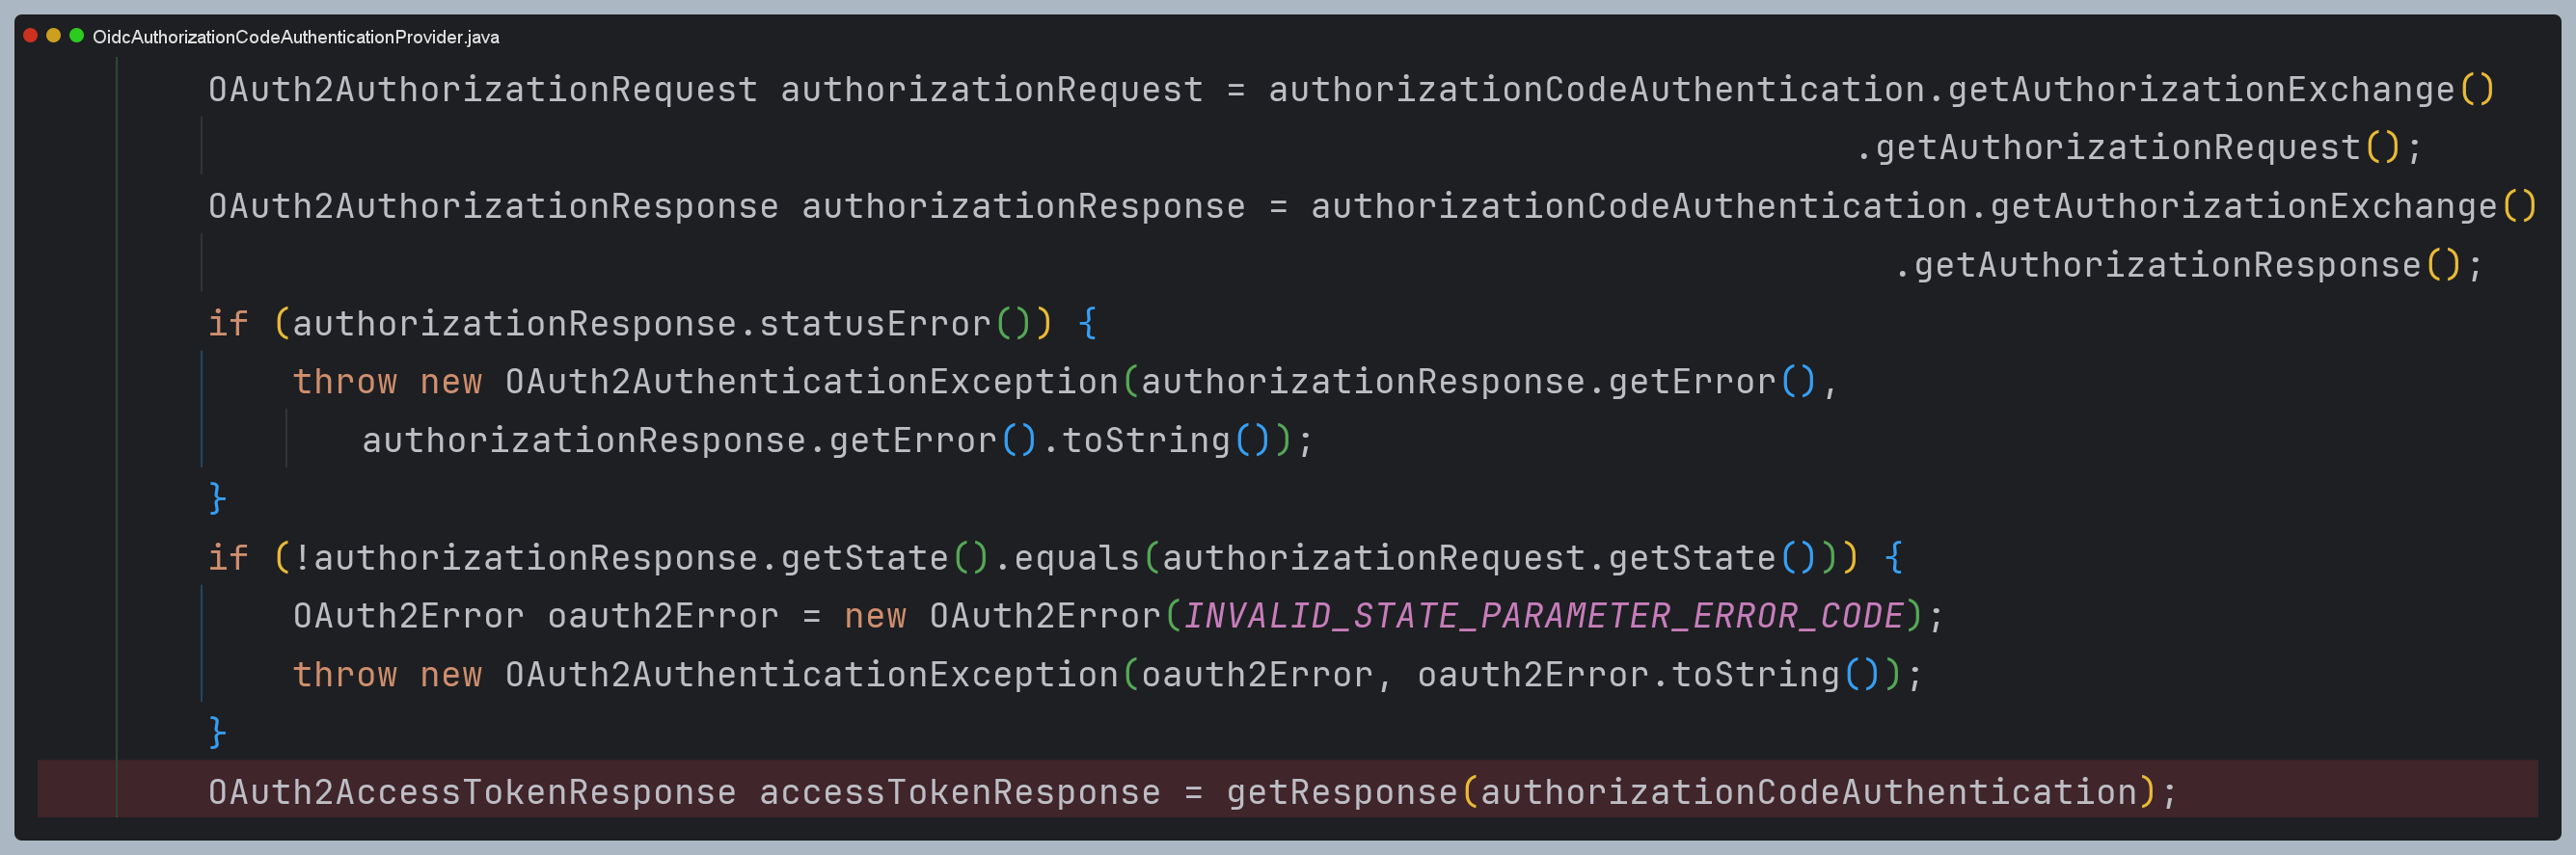 OidcAuthorizationCodeAuthenticationProvider.java
OAuth2AuthorizationRequest authorizationRequest = authorizationCodeAuthentication.getAuthorizationExchange()
.getAuthorizationRequest();
OAuth2AuthorizationResponse authorizationResponse = authorizationCodeAuthentication.getAuthorizationExchange()
.getAuthorizationResponse();
if (authorizationResponse.statusError()) {
throw new OAuth2AuthenticationException(authorizationResponse.getError(),
authorizationResponse.getError().toString());
}
if (!authorizationResponse.getState().equals(authorizationRequest.getState())) {
OAuth2Error oauth2Error = new OAuth2Error(INVALID_STATE_PARAMETER_ERROR_CODE);
throw new OAuth2AuthenticationException(oauth2Error, oauth2Error.toString());
}
OAuth2AccessTokenResponse accessTokenResponse = getResponse(authorizationCodeAuthentication);